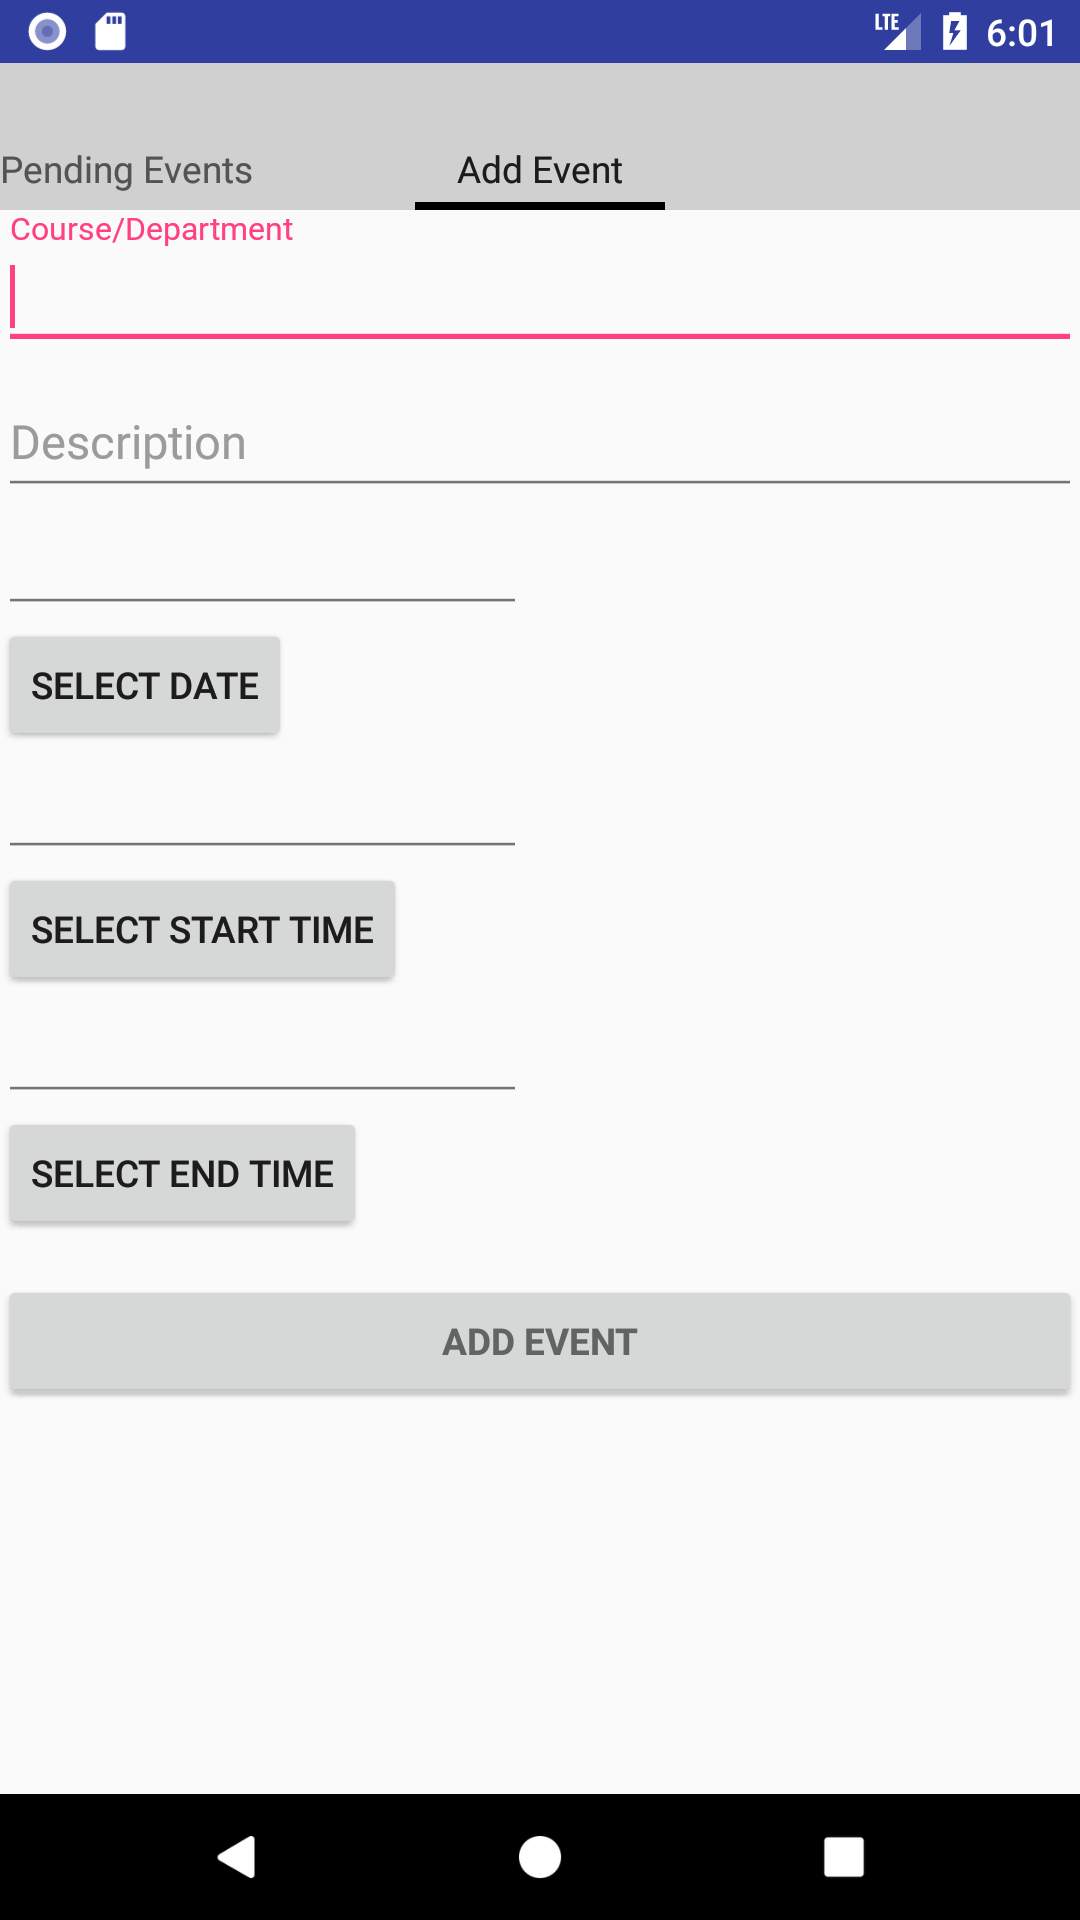 LTE 6:01
Pending Events Add Event
Course/Department
Description
SELECT DATE
SELECT START TIME
SELECT END TIME
ADD EVENT